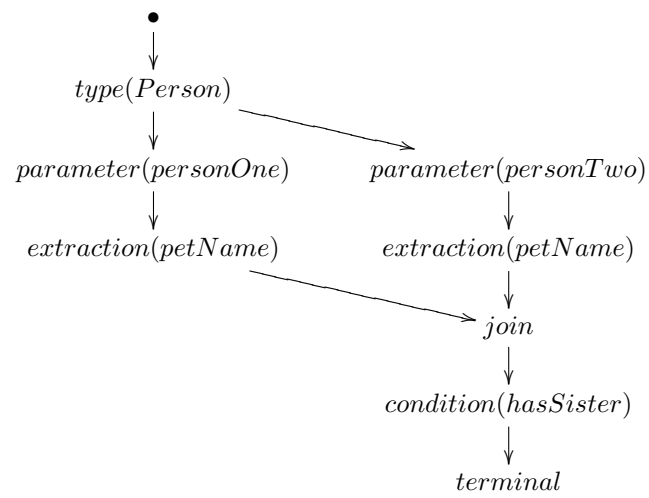 type(Person)
parameter(personOne) parameter(personTwo)
extraction(petName) extraction(petName)
join
condition(hasSister)
terminal